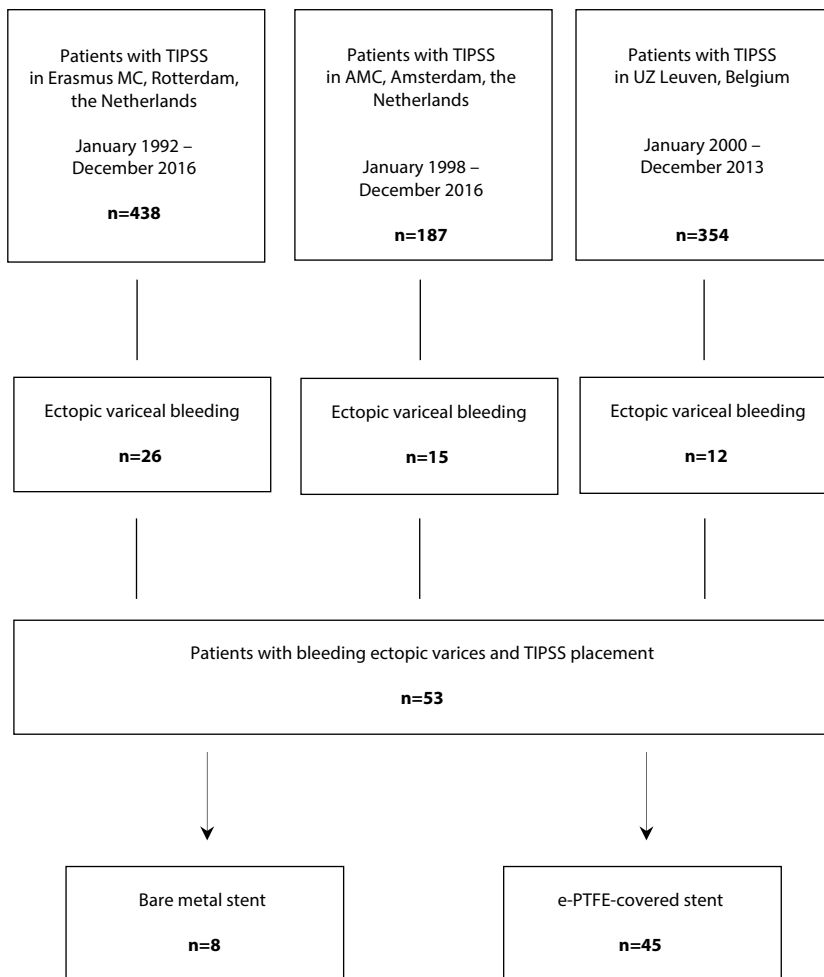 Patients with TIPSS
in Erasmus MC, Rotterdam,
the Netherlands
January 1992 –
December 2016
n=438
Patients with TIPSS
in AMC, Amsterdam, the
Netherlands
January 1998 –
December 2016
n=187
Patients with TIPSS
in UZ Leuven, Belgium
January 2000 –
December 2013
n=354
Ectopic variceal bleeding
n=26
Ectopic variceal bleeding
n=15
Ectopic variceal bleeding
n=12
Patients with bleeding ectopic varices and TIPSS placement
n=53
Bare metal stent
n=8
e-PTFE-covered stent
n=45